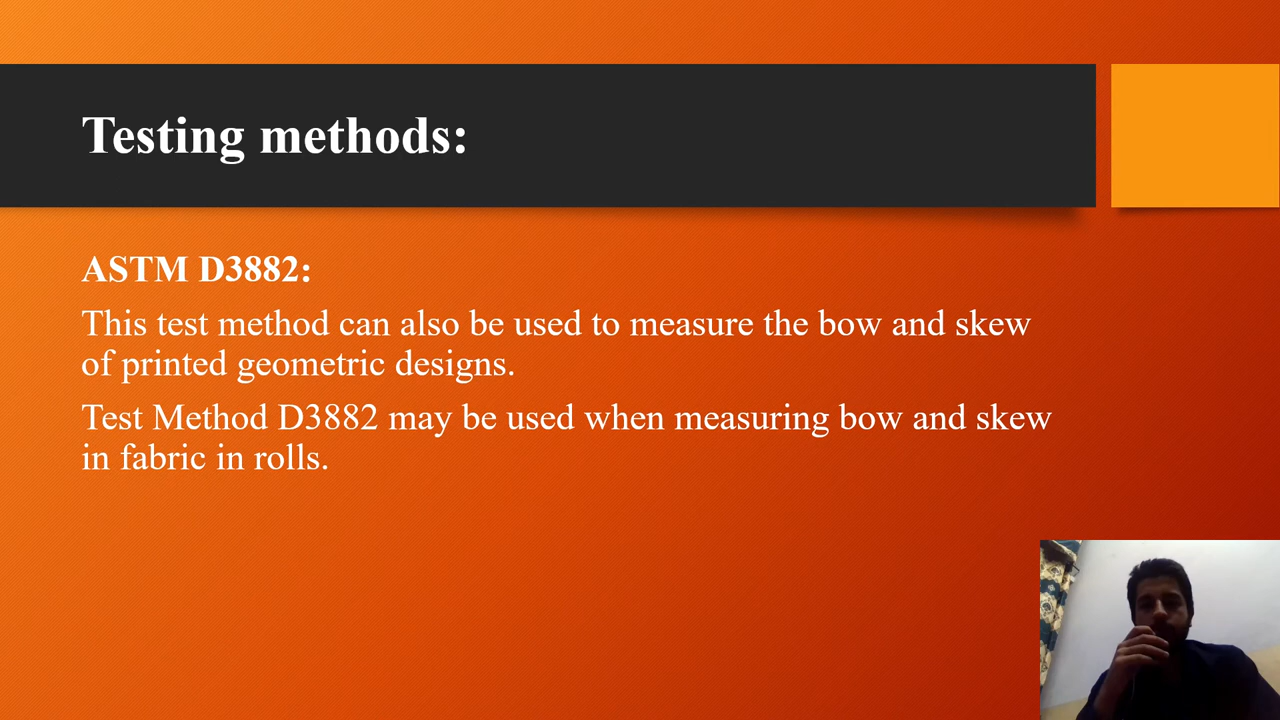 Testing methods:
ASTM D3882:
This test method can also be used to measure the bow and skew
of printed geometric designs.
Test Method D3882 may be used when measuring bow and skew
in fabric in rolls.